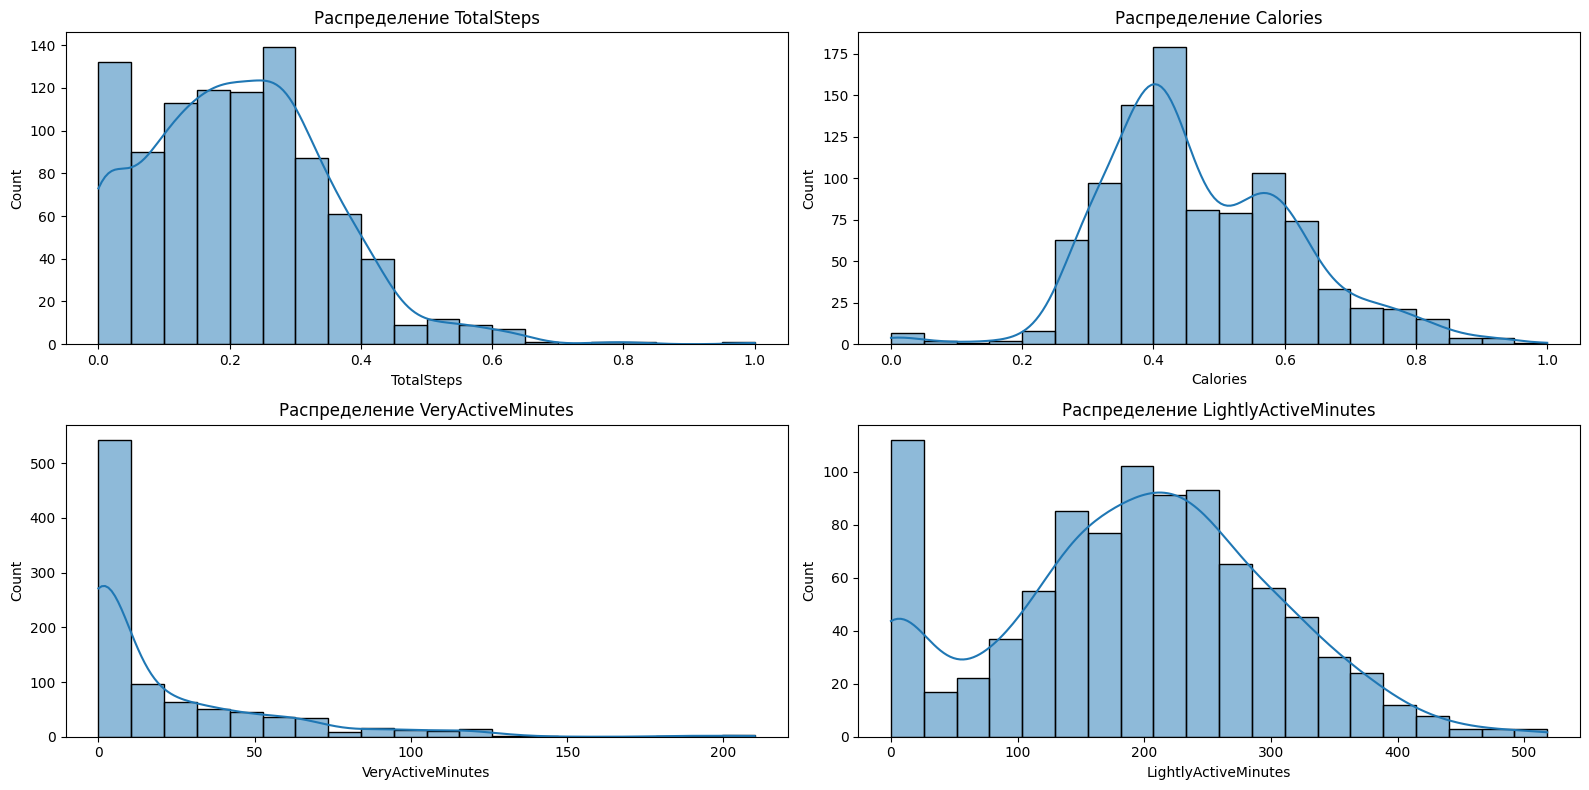 Распределение TotalSteps
140
120
100
80
60
40
20
0
Count
0.0 0.2 0.4 0.6 0.8 1.0
TotalSteps
Распределение Calories
175
150
125
100
75
50
25
0
Count
0.0 0.2 0.4 0.6 0.8 1.0
Calories
Распределение VeryActiveMinutes
500
400
300
200
100
0
Count
0 50 100 150 200
VeryActiveMinutes
Распределение LightlyActiveMinutes
100
80
60
40
20
0
Count
0 100 200 300 400 500
LightlyActiveMinutes